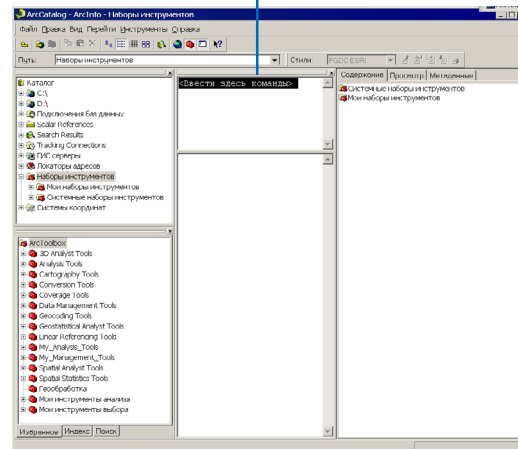 ArcCatalog - ArcInfo - Наборы инструментов
Файл Правка Вид Перейти Инструменты Справка
Путь: Наборы инструментов Стили: FGDC ESRI
Каталог
C:\
D:\
Подключения баз данных
Scalar References
Search Results
Tracking Connections
ГИС серверы
Локаторы адресов
Наборы инструментов
Мои наборы инструментов
Системные наборы инструментов
Системы координат
ArcToolbox
3D Analyst Tools
Analysis Tools
Cartography Tools
Conversion Tools
Coverage Tools
Data Management Tools
Geocoding Tools
Geostatistical Analyst Tools
Linear Referencing Tools
My_Analysis_Tools
My_Management_Tools
Spatial Analyst Tools
Spatial Statistics Tools
Геообработка
Мои инструменты анализа
Мои инструменты выбора
Избранное Индекс Поиск
<Ввести здесь команды>
Содержание Просмотр Метаданные
Системные наборы инструментов
Мои наборы инструментов